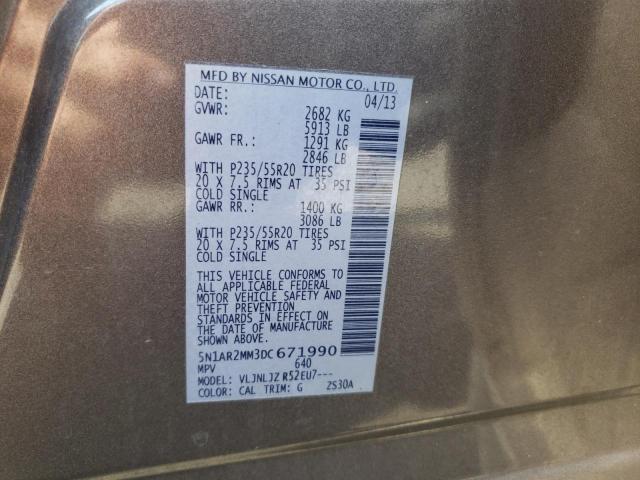 MFD BY NISSAN MOTOR CO., LTD.
DATE: 04/13
GVWR: 2682 KG
5913 LB
GAWR FR.: 1291 KG
2846 LB
WITH P235/55R20 TIRES
20 X 7.5 RIMS AT 35 PSI
COLD SINGLE
GAWR RR.: 1400 KG
3086 LB
WITH P235/55R20 TIRES
20 X 7.5 RIMS AT 35 PSI
COLD SINGLE
THIS VEHICLE CONFORMS TO
ALL APPLICABLE FEDERAL
MOTOR VEHICLE SAFETY AND
THEFT PREVENTION
STANDARDS IN EFFECT ON
THE DATE OF MANUFACTURE
SHOWN ABOVE.
5N1AR2MM3DC671990
MPV 640
MODEL: VLJNLJZ R52EU7---
COLOR: CAL TRIM: G 2S30A